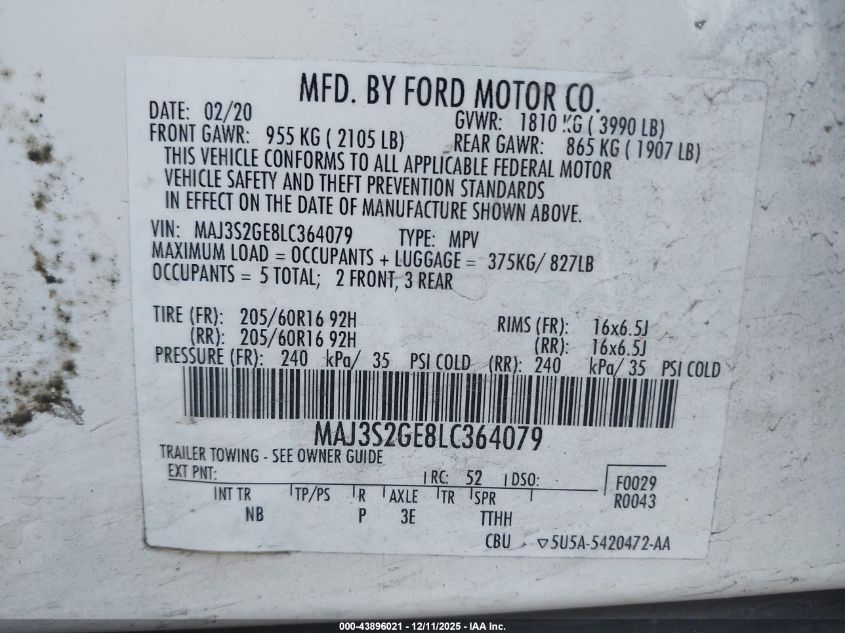 MFD. BY FORD MOTOR CO.
DATE: 02/20 GVWR: 1810 KG ( 3990 LB)
FRONT GAWR: 955 KG ( 2105 LB) REAR GAWR: 865 KG ( 1907 LB)
THIS VEHICLE CONFORMS TO ALL APPLICABLE FEDERAL MOTOR
VEHICLE SAFETY AND THEFT PREVENTION STANDARDS
IN EFFECT ON THE DATE OF MANUFACTURE SHOWN ABOVE.
VIN: MAJ3S2GE8LC364079 TYPE: MPV
MAXIMUM LOAD = OCCUPANTS + LUGGAGE = 375KG/ 827LB
OCCUPANTS = 5 TOTAL; 2 FRONT, 3 REAR
TIRE (FR): 205/60R16 92H RIMS (FR): 16x6.5J
(RR): 205/60R16 92H (RR): 16x6.5J
PRESSURE (FR): 240 kPa/ 35 PSI COLD (RR): 240 kPa/ 35 PSI COLD
MAJ3S2GE8LC364079
TRAILER TOWING - SEE OWNER GUIDE
EXT PNT: RC: 52 DSO: F0029
R0043
INT TR TP/PS R AXLE TR SPR
NB P 3E TTHH
CBU ▽5U5A-5420472-AA
000-43896021 - 12/11/2025 - IAA Inc.